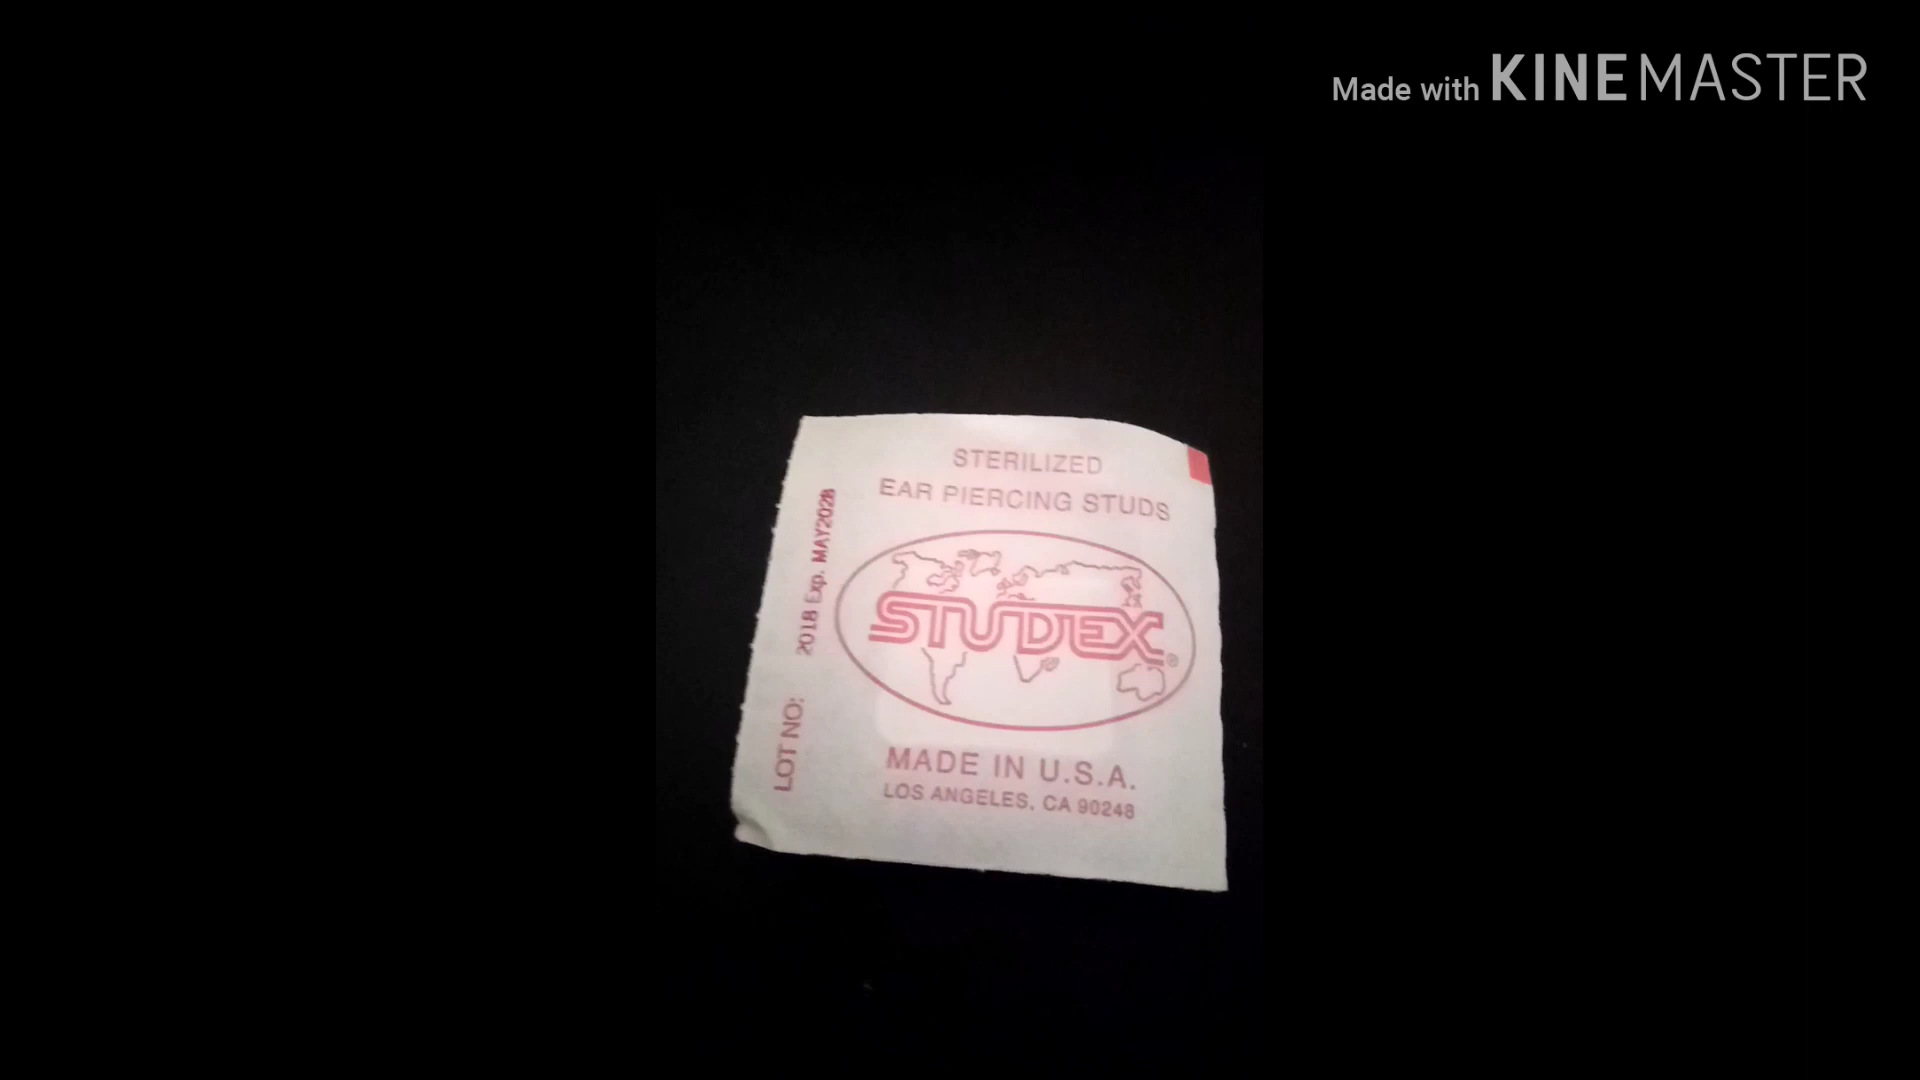 Made with KINEMASTER
STERILIZED
EAR PIERCING STUDS
STUDEX®
MADE IN U.S.A.
LOS ANGELES, CA 90248
LOT NO: 2018 Exp. MAY2028